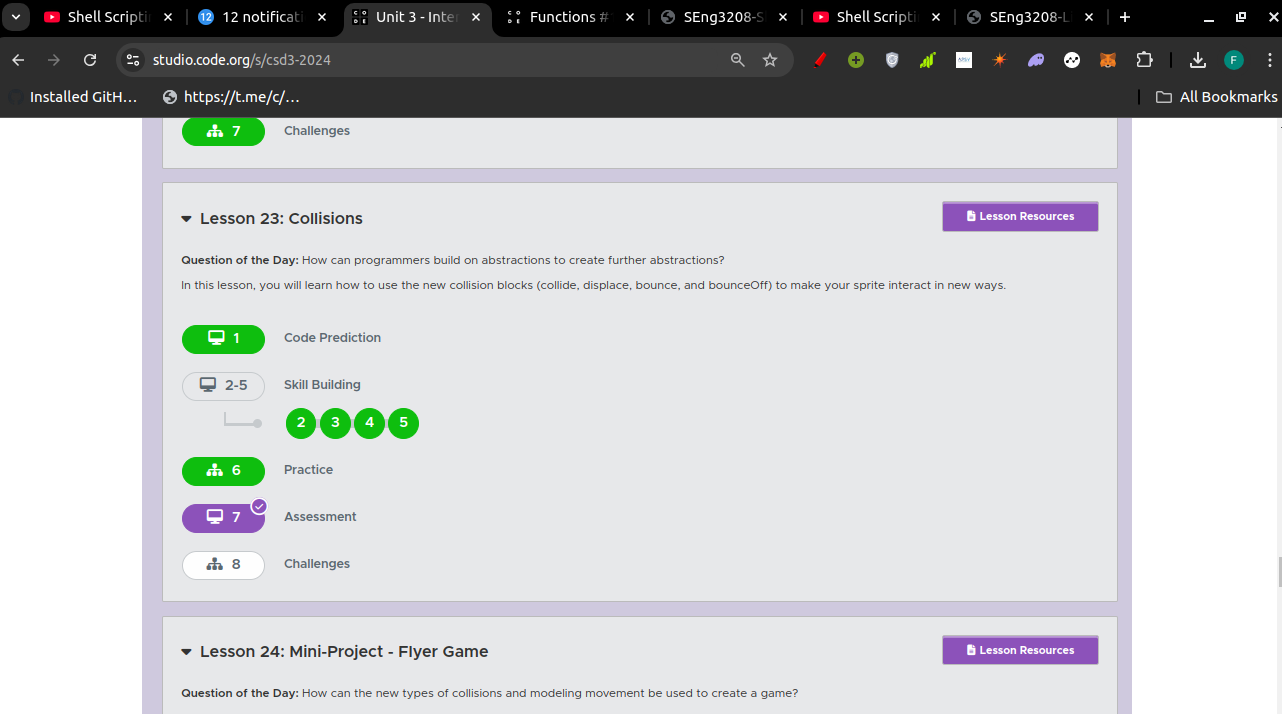 Shell Scriptin
12 notificati
Unit 3 - Inte
Functions #
SEng3208-S
Shell Scripti
SEng3208-L
studio.code.org/s/csd3-2024
Installed GitH...
https://t.me/c/...
All Bookmarks
7 Challenges
Lesson 23: Collisions
Lesson Resources
Question of the Day: How can programmers build on abstractions to create further abstractions?
In this lesson, you will learn how to use the new collision blocks (collide, displace, bounce, and bounceOff) to make your sprite interact in new ways.
1 Code Prediction
2-5 Skill Building
2 3 4 5
6 Practice
7 Assessment
8 Challenges
Lesson 24: Mini-Project - Flyer Game
Lesson Resources
Question of the Day: How can the new types of collisions and modeling movement be used to create a game?